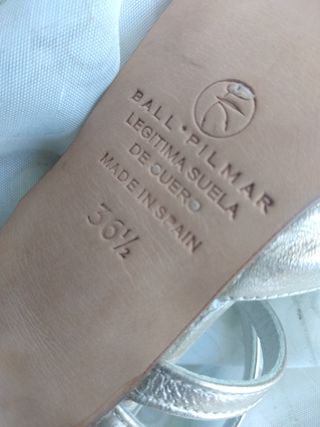 BALL·PILMAR
LEGITIMA SUELA
DE CUERO
MADE IN SPAIN
36½